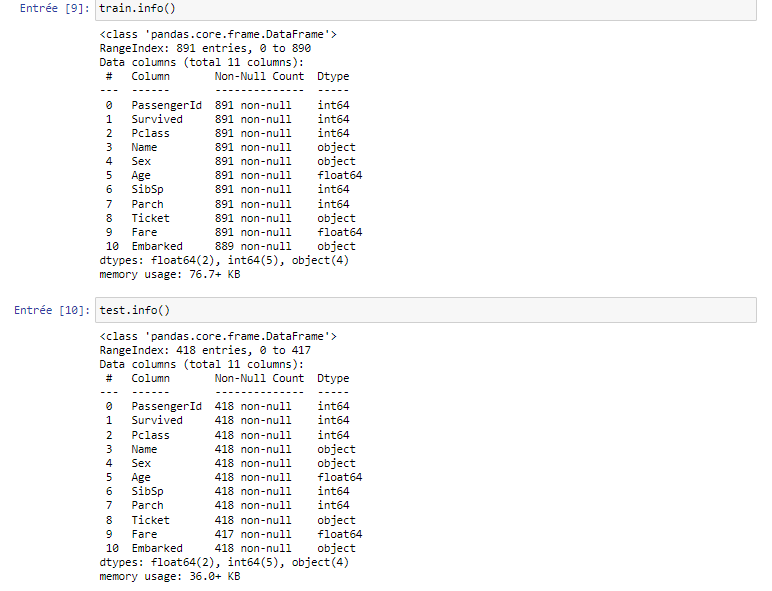 Entrée [9]: train.info()
<class 'pandas.core.frame.DataFrame'>
RangeIndex: 891 entries, 0 to 890
Data columns (total 11 columns):
 #   Column       Non-Null Count  Dtype
---  ------       --------------  -----
 0   PassengerId  891 non-null    int64
 1   Survived     891 non-null    int64
 2   Pclass       891 non-null    int64
 3   Name         891 non-null    object
 4   Sex          891 non-null    object
 5   Age          891 non-null    float64
 6   SibSp        891 non-null    int64
 7   Parch        891 non-null    int64
 8   Ticket       891 non-null    object
 9   Fare         891 non-null    float64
 10  Embarked     889 non-null    object
dtypes: float64(2), int64(5), object(4)
memory usage: 76.7+ KB
Entrée [10]: test.info()
<class 'pandas.core.frame.DataFrame'>
RangeIndex: 418 entries, 0 to 417
Data columns (total 11 columns):
 #   Column       Non-Null Count  Dtype
---  ------       --------------  -----
 0   PassengerId  418 non-null    int64
 1   Survived     418 non-null    int64
 2   Pclass       418 non-null    int64
 3   Name         418 non-null    object
 4   Sex          418 non-null    object
 5   Age          418 non-null    float64
 6   SibSp        418 non-null    int64
 7   Parch        418 non-null    int64
 8   Ticket       418 non-null    object
 9   Fare         417 non-null    float64
 10  Embarked     418 non-null    object
dtypes: float64(2), int64(5), object(4)
memory usage: 36.0+ KB